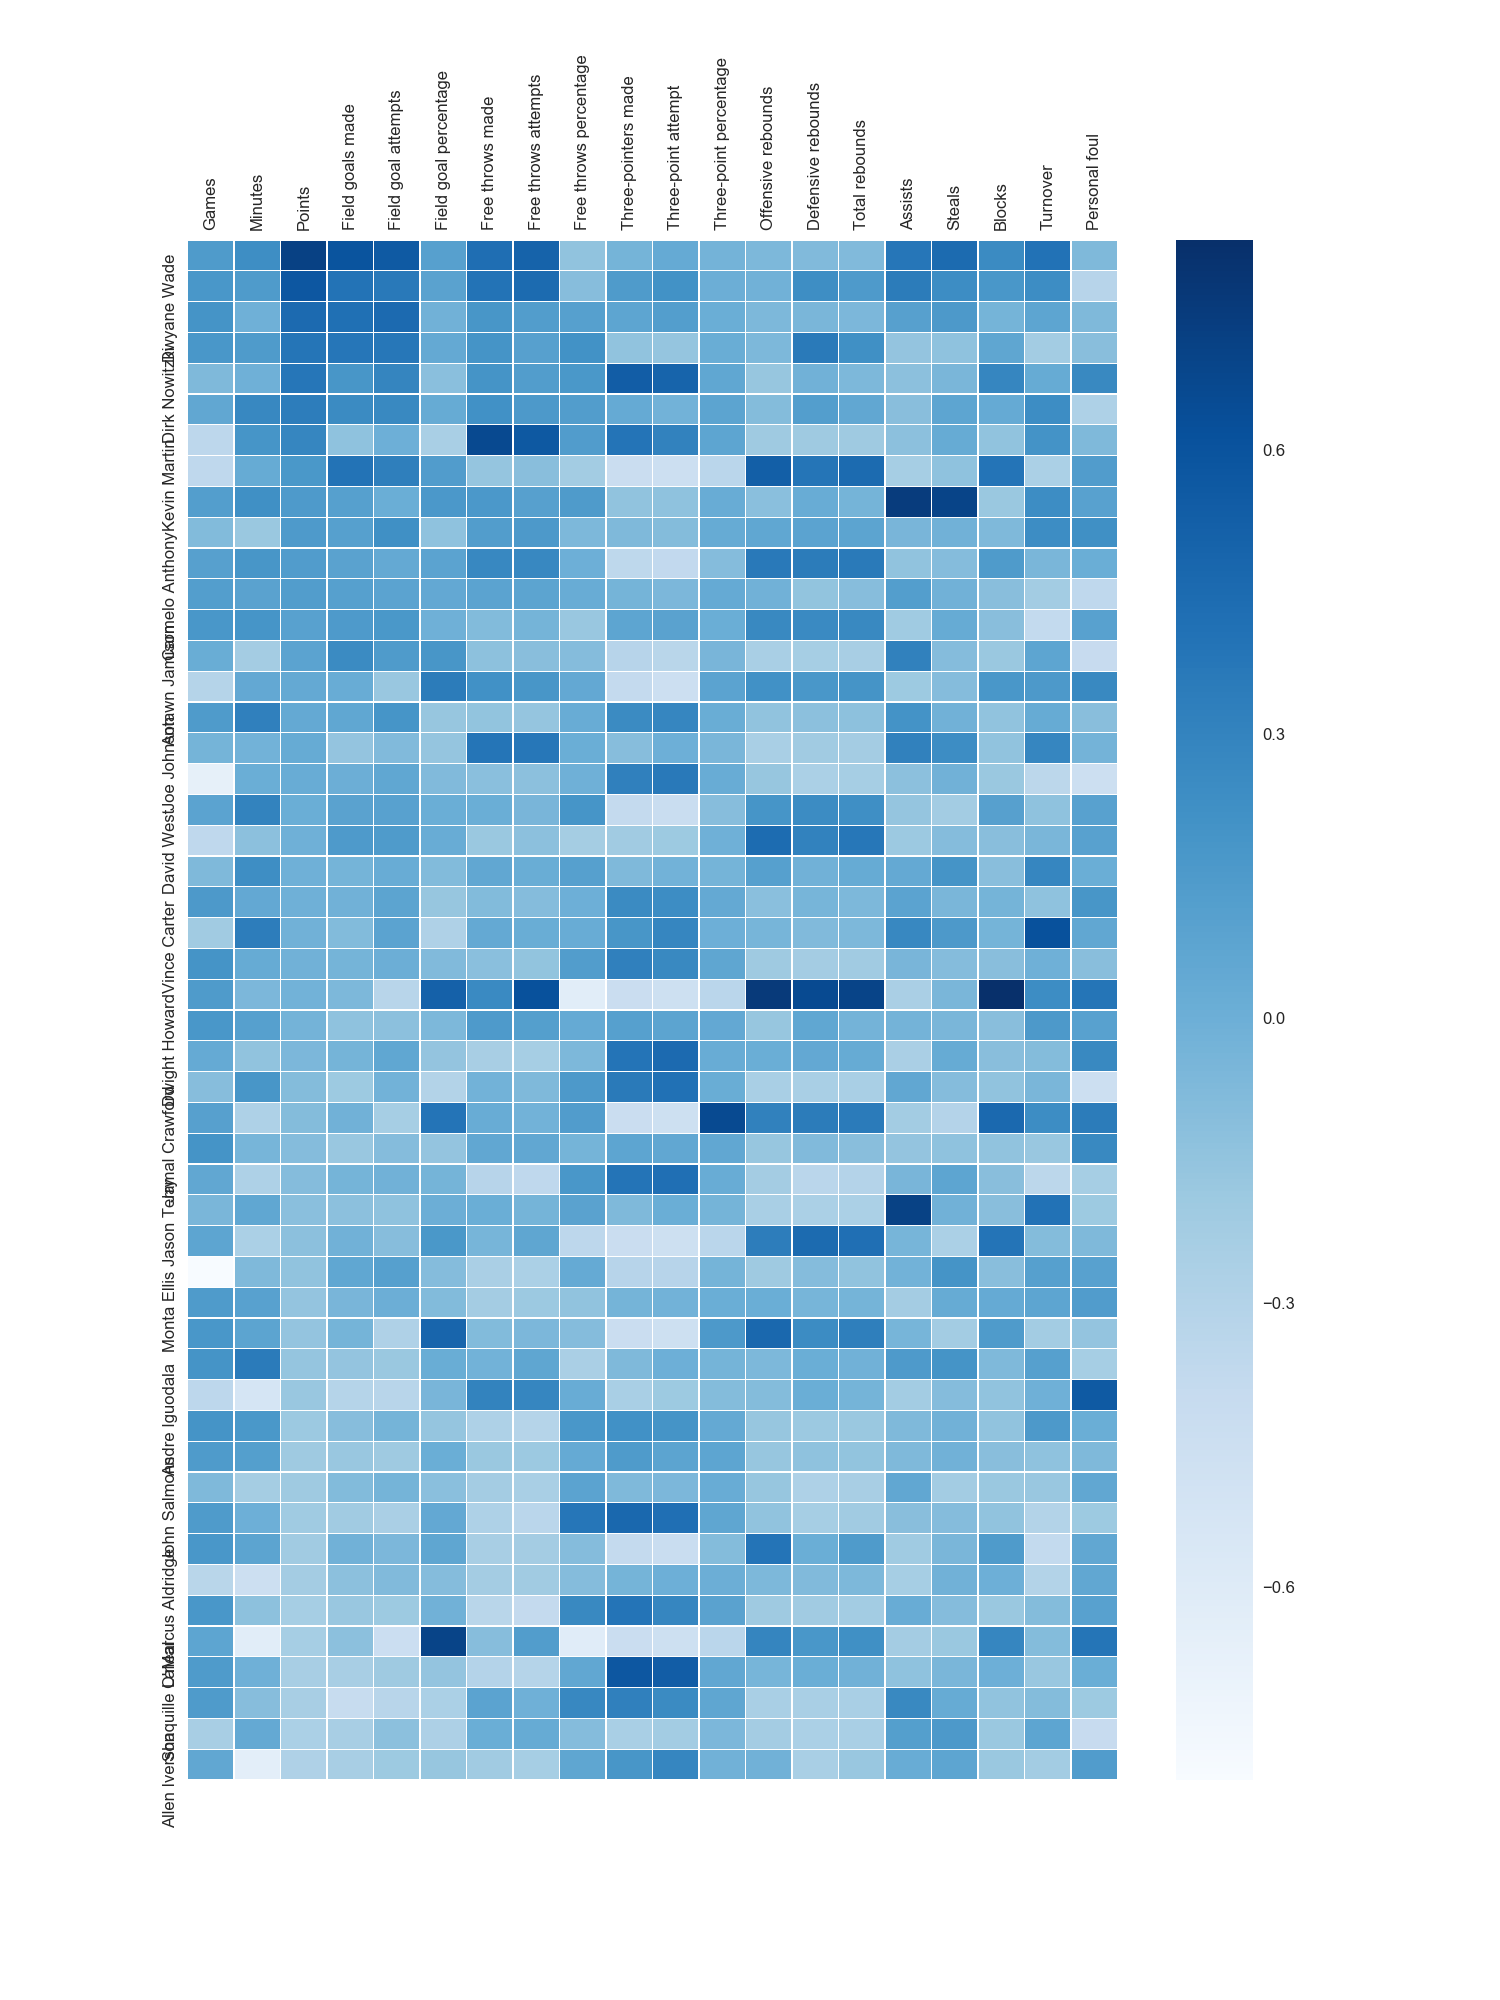 Games
Minutes
Points
Field goals made
Field goal attempts
Field goal percentage
Free throws made
Free throws attempts
Free throws percentage
Three-pointers made
Three-point attempt
Three-point percentage
Offensive rebounds
Defensive rebounds
Total rebounds
Assists
Steals
Blocks
Turnover
Personal foul
Dwyane Wade
Dirk Nowitzki
Kevin Martin
Carmelo Anthony
Antawn Jamison
Joe Johnson
David West
Vince Carter
Dwight Howard
Jamal Crawford
Jason Terry
Monta Ellis
Andre Iguodala
John Salmons
Aldridge
Shaquille O'Neal
Allen Iverson
0.6
0.3
0.0
−0.3
−0.6